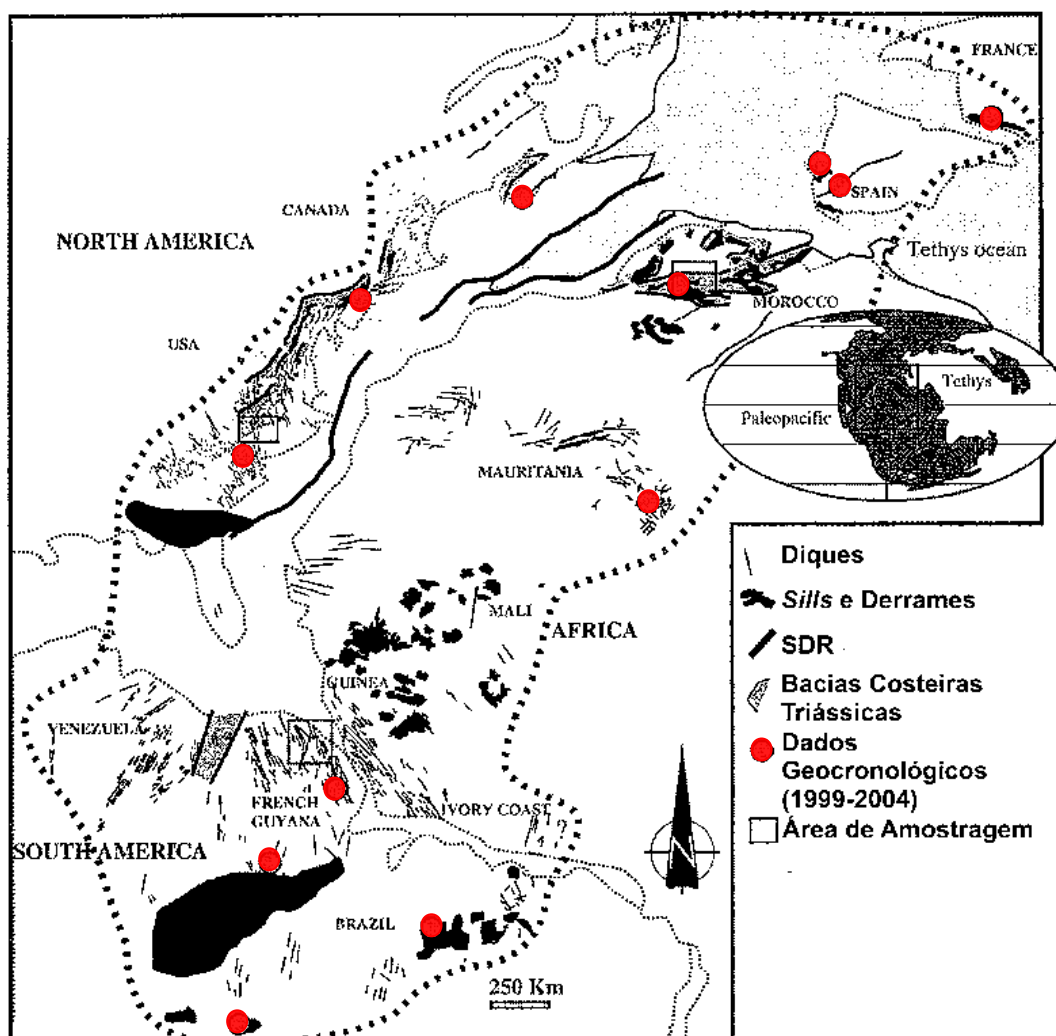 FRANCE
SPAIN
CANADA
NORTH AMERICA
Tethys ocean
MOROCCO
USA
Tethys
Paleopacific
MAURITANIA
MALI
AFRICA
GUINEA
VENEZUELA
FRENCH
GUYANA
IVORY COAST
SOUTH AMERICA
BRAZIL
250 Km
Diques
Sills e Derrames
SDR
Bacias Costeiras
Triássicas
Dados
Geocronológicos
(1999-2004)
Área de Amostragem